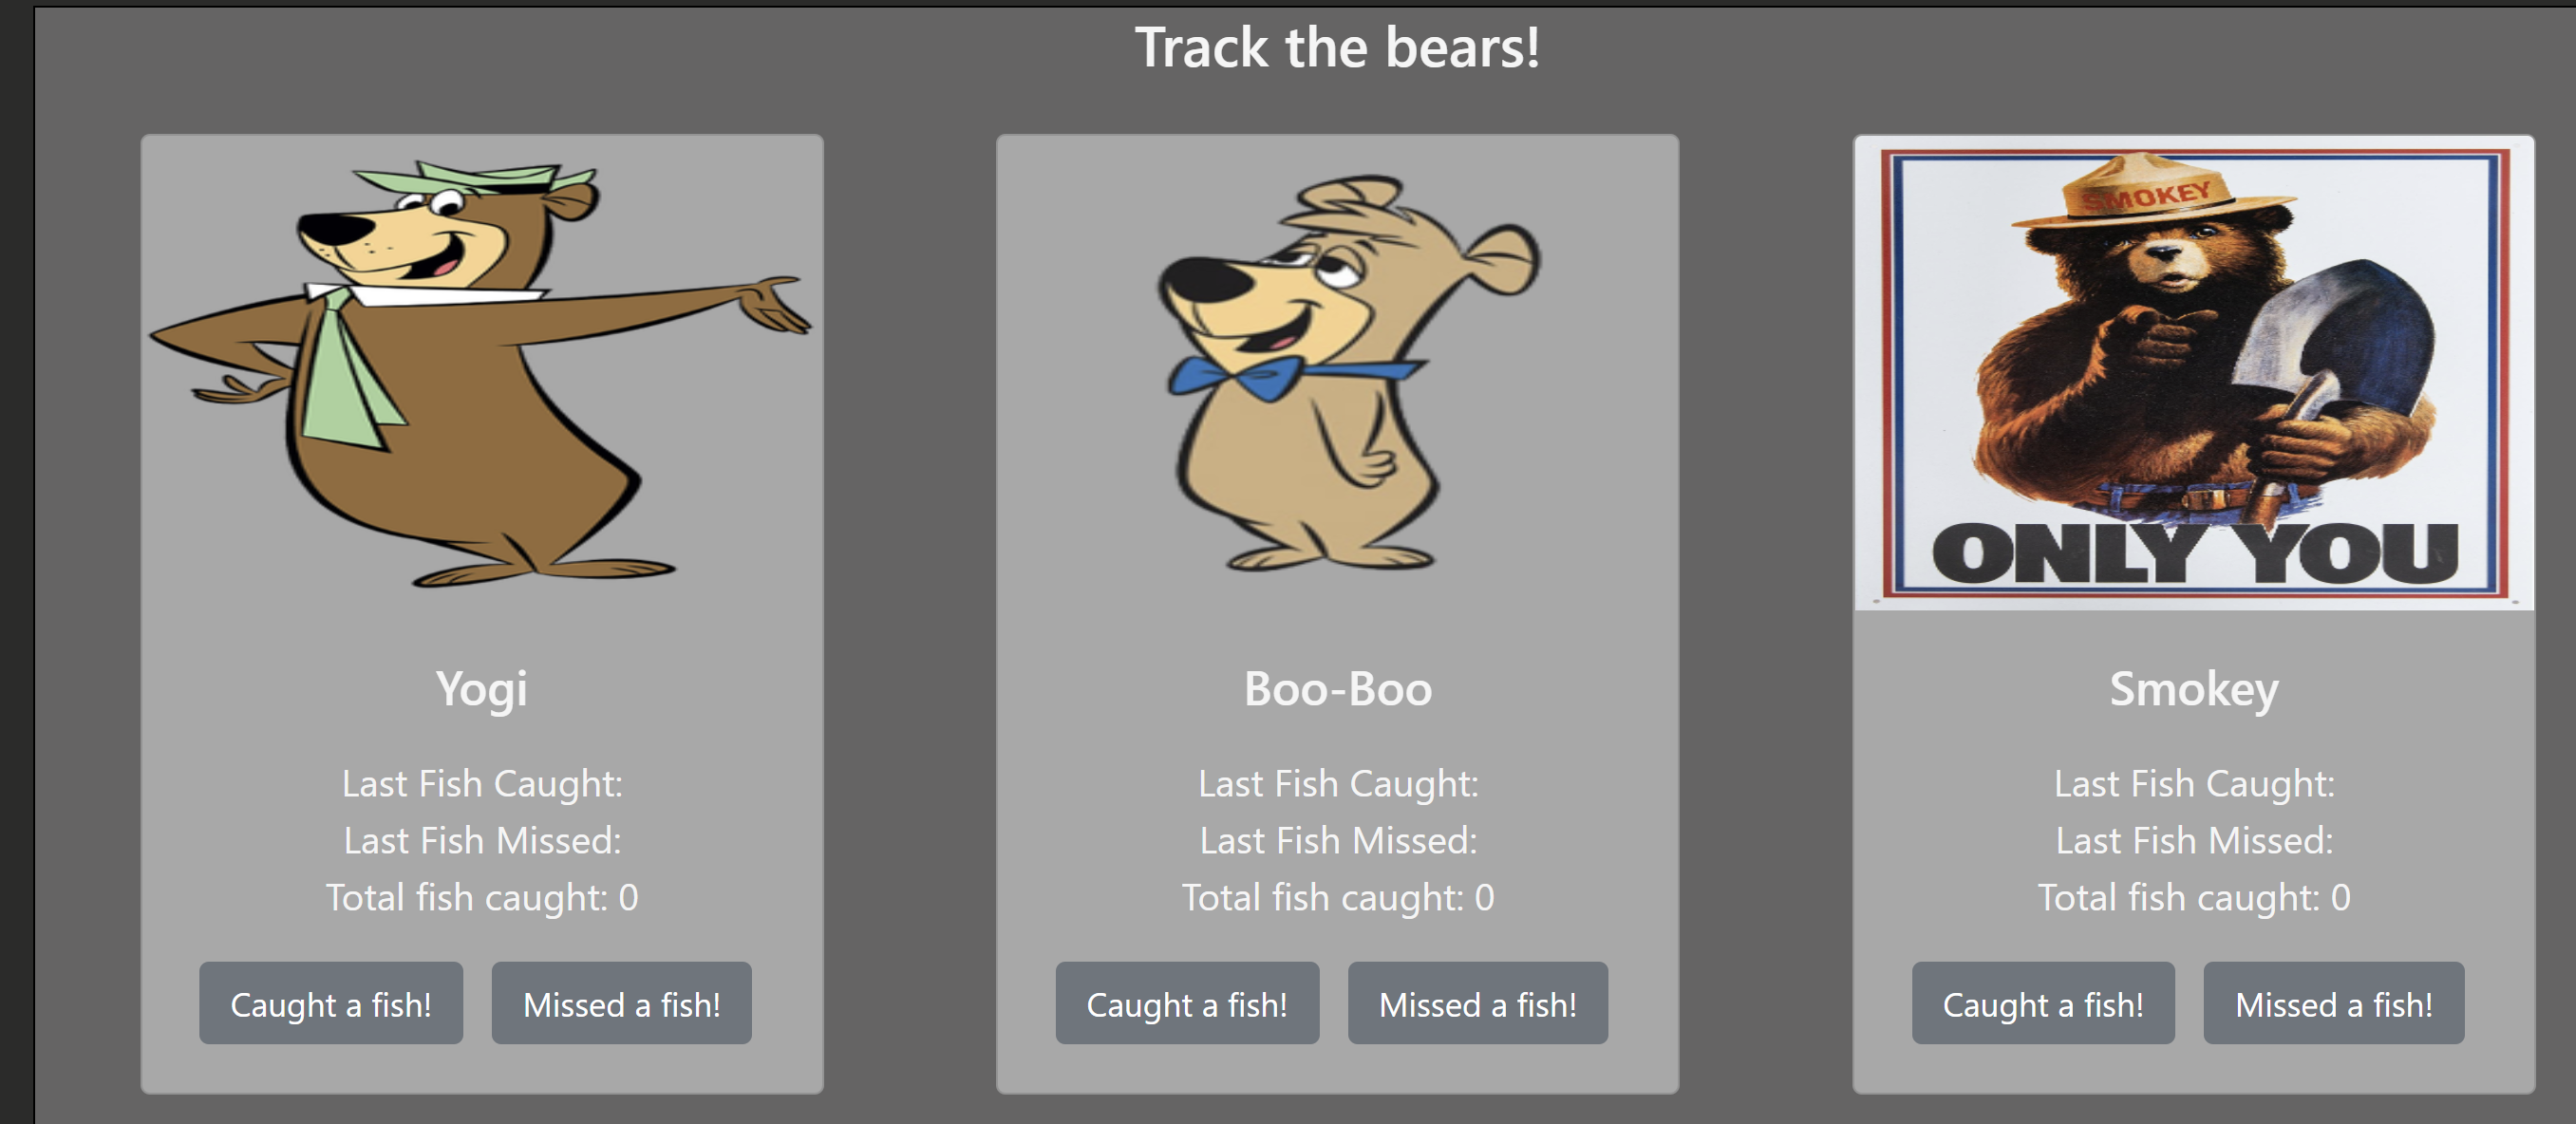 Track the bears!
SMOKEY
ONLY YOU
Yogi
Boo-Boo
Smokey
Last Fish Caught:
Last Fish Missed:
Total fish caught: 0
Last Fish Caught:
Last Fish Missed:
Total fish caught: 0
Last Fish Caught:
Last Fish Missed:
Total fish caught: 0
Caught a fish!
Missed a fish!
Caught a fish!
Missed a fish!
Caught a fish!
Missed a fish!